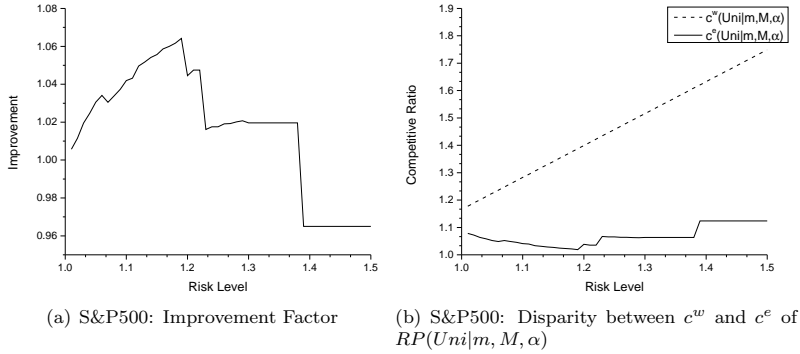 1.08
1.06
1.04
1.02
1.00
0.98
0.96
Improvement
1.0 1.1 1.2 1.3 1.4 1.5
Risk Level
(a) S&P500: Improvement Factor
1.9
1.8
1.7
1.6
1.5
1.4
1.3
1.2
1.1
1.0
Competitive Ratio
c^w(Uni|m,M,α)
c^e(Uni|m,M,α)
1.0 1.1 1.2 1.3 1.4 1.5
Risk Level
(b) S&P500: Disparity between c^w and c^e of
RP(Uni|m, M, α)